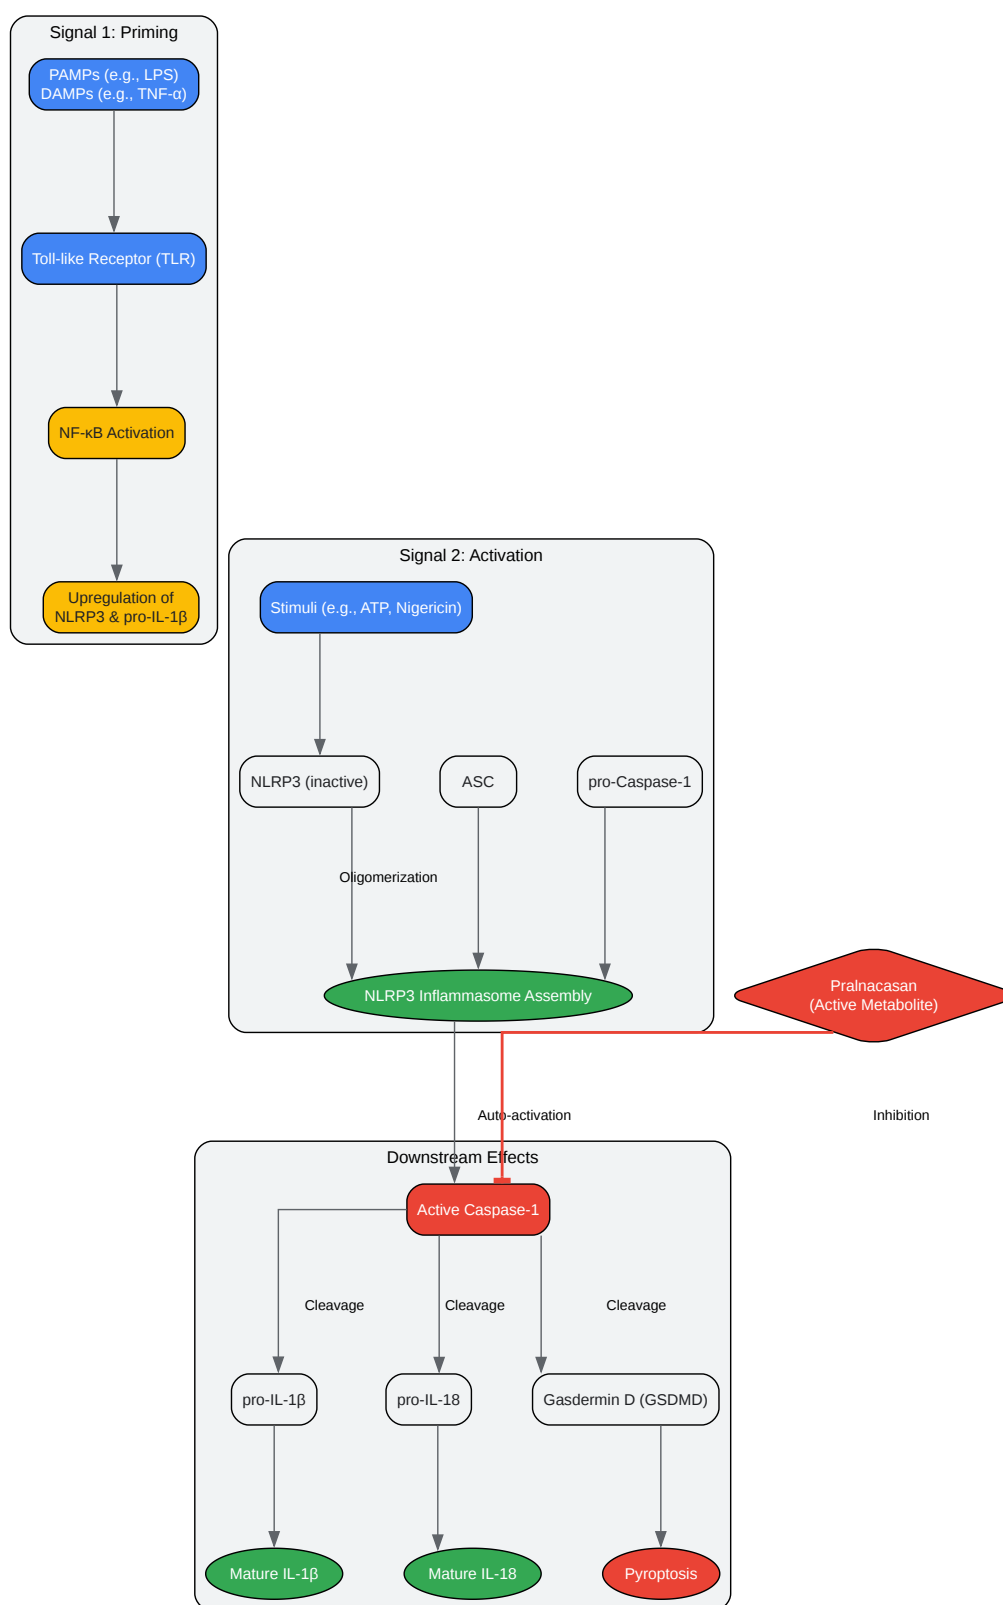 Signal 1: Priming
PAMPs (e.g., LPS)
DAMPs (e.g., TNF-α)
Toll-like Receptor (TLR)
NF-κB Activation
Upregulation of
NLRP3 & pro-IL-1β
Signal 2: Activation
Stimuli (e.g., ATP, Nigericin)
NLRP3 (inactive)
ASC
pro-Caspase-1
Oligomerization
NLRP3 Inflammasome Assembly
Pralnacasan
(Active Metabolite)
Auto-activation
Inhibition
Downstream Effects
Active Caspase-1
Cleavage
Cleavage
Cleavage
pro-IL-1β
pro-IL-18
Gasdermin D (GSDMD)
Mature IL-1β
Mature IL-18
Pyroptosis